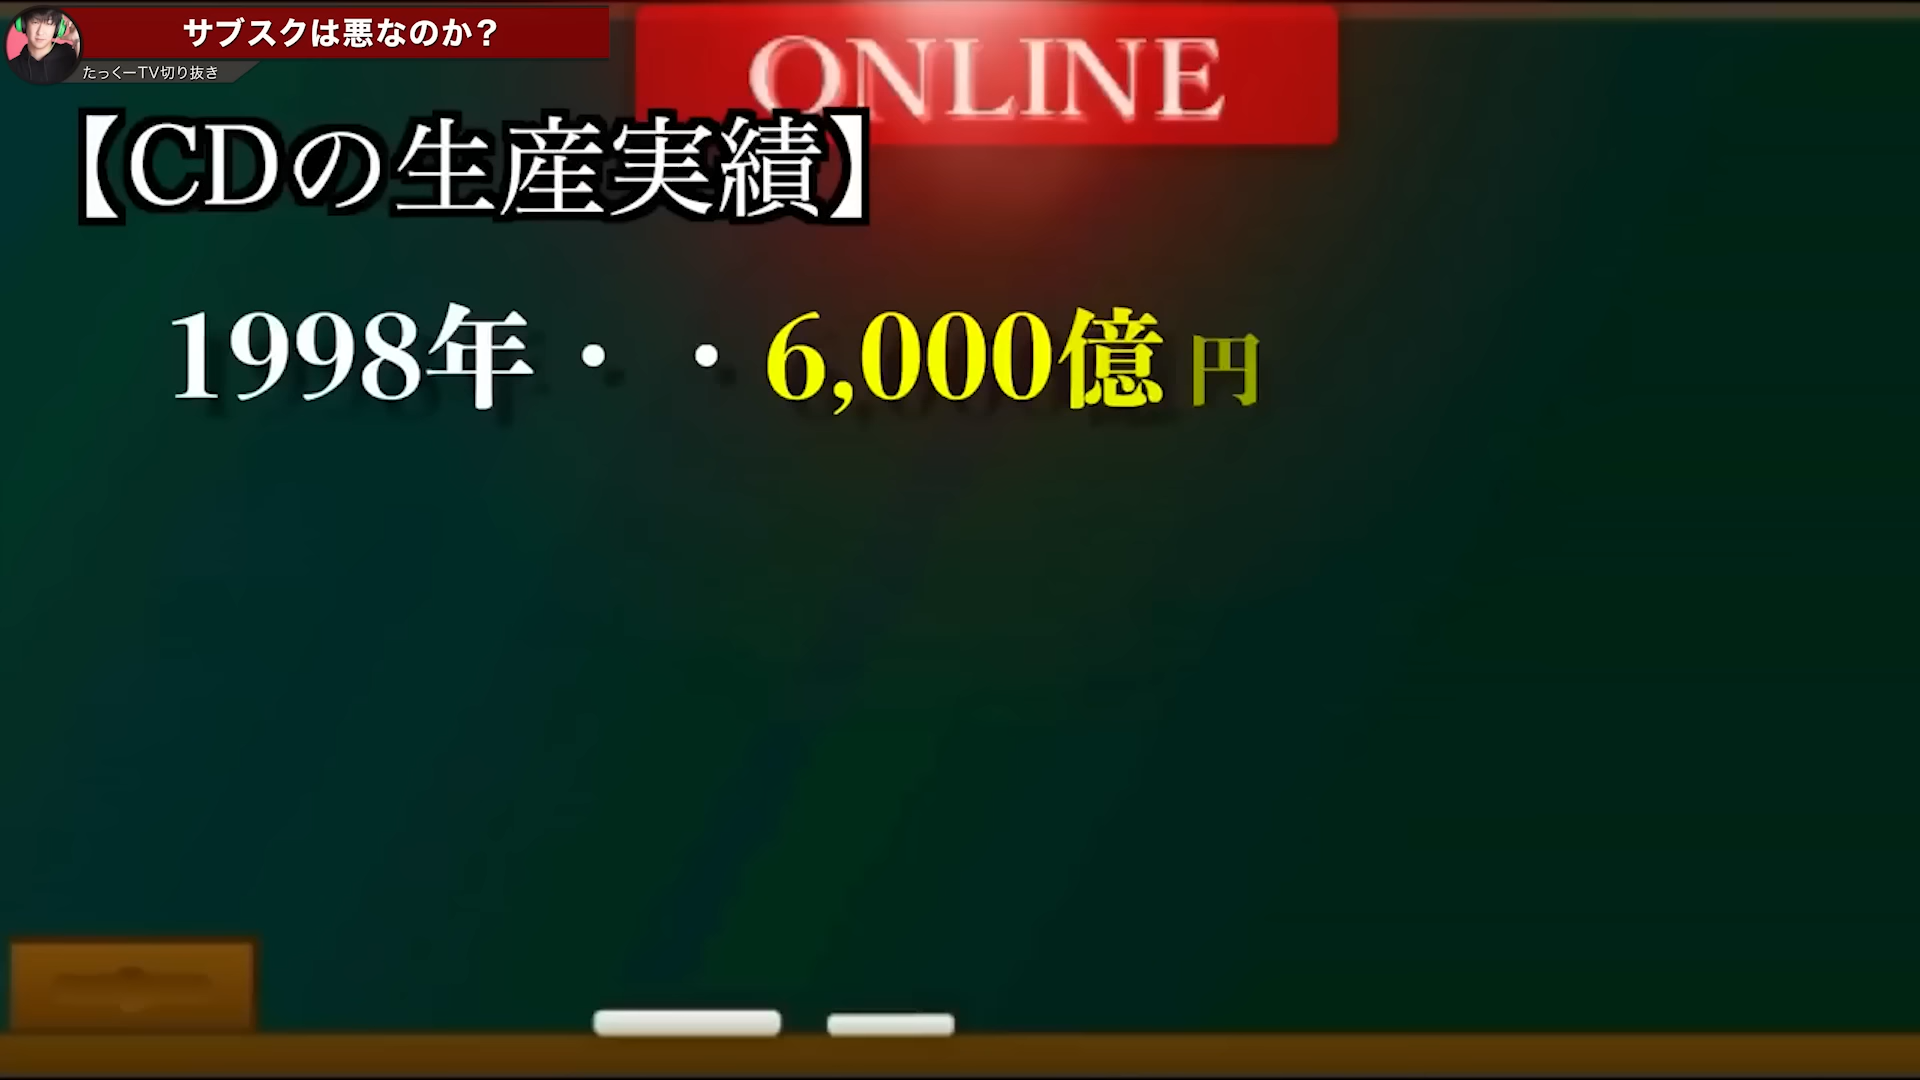 サブスクは悪なのか？
たっくーTV切り抜き
ONLINE
【CDの生産実績】
1998年・・6,000億円